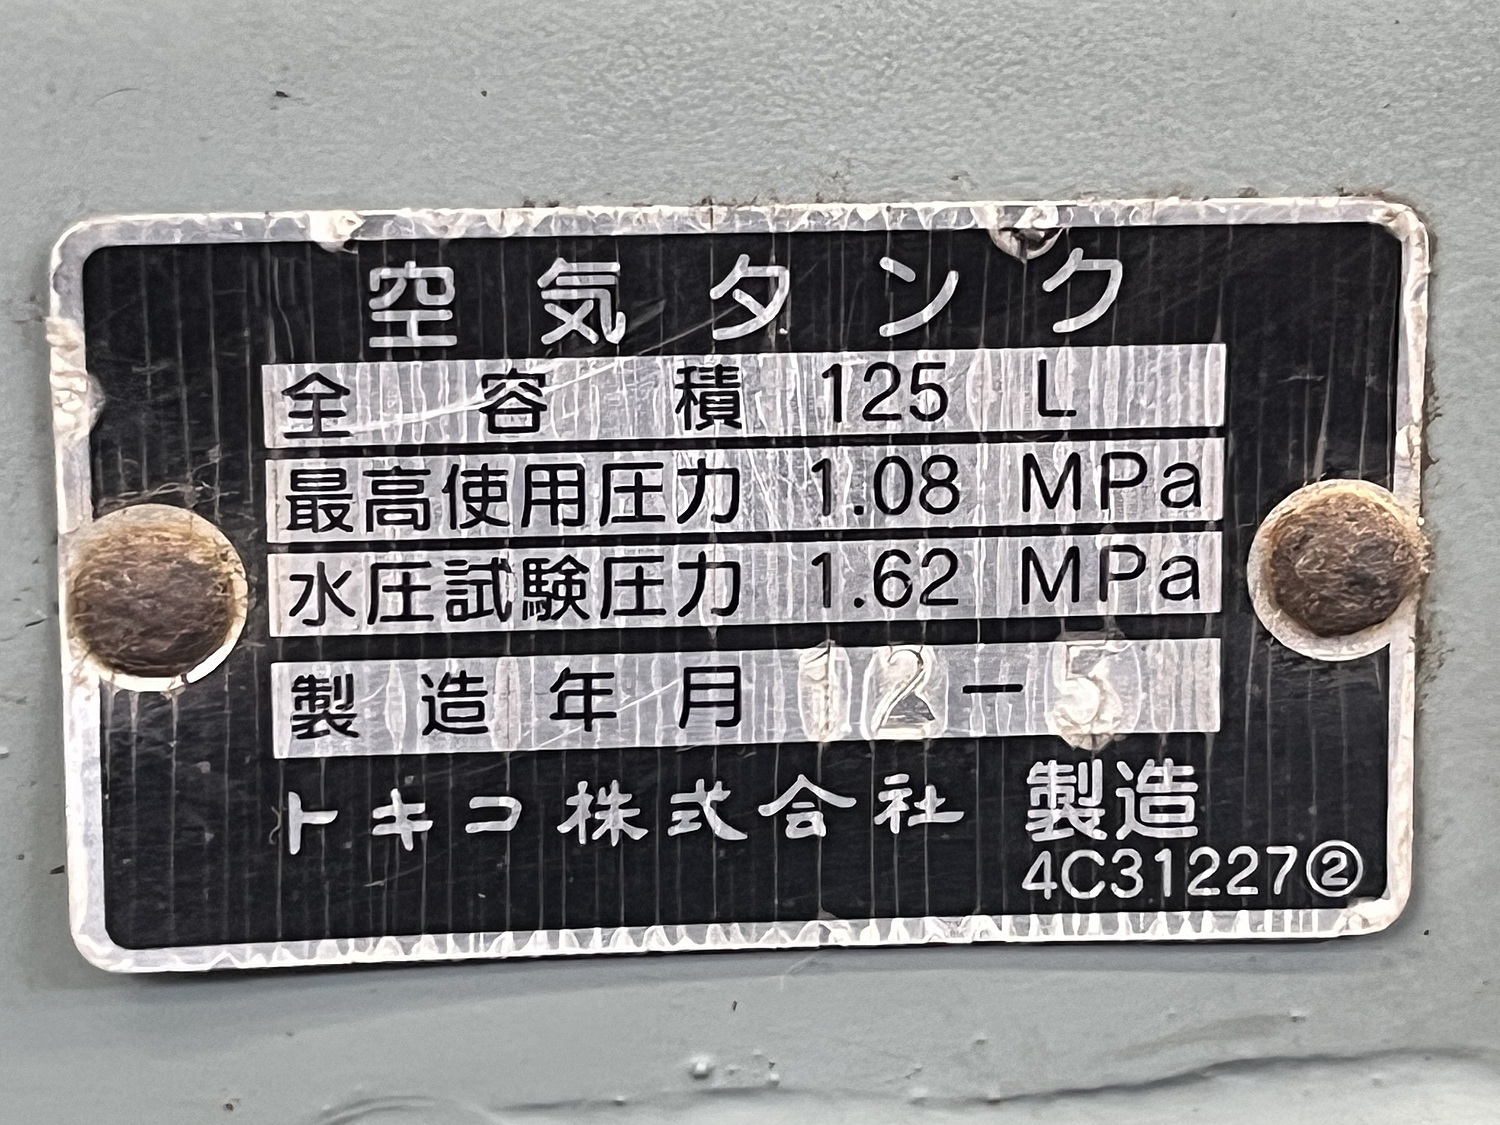 空気タンク
全容積 125 L
最高使用圧力 1.08 MPa
水圧試験圧力 1.62 MPa
製造年月 12-5
トキコ株式会社 製造
4C31227②